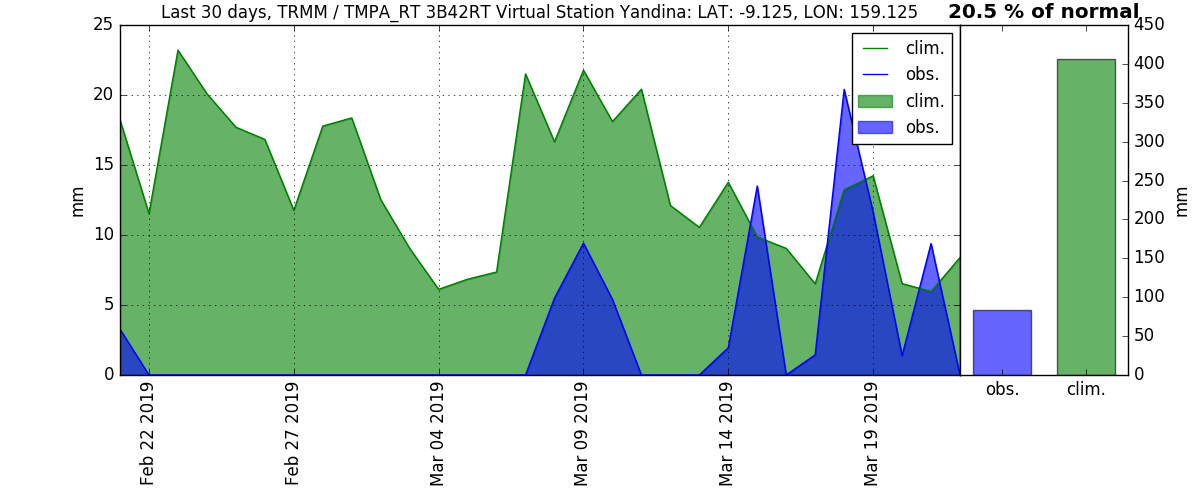 Last 30 days, TRMM / TMPA_RT 3B42RT Virtual Station Yandina: LAT: -9.125, LON: 159.125
20.5 % of normal
25
20
15
10
5
0
mm
clim.
obs.
clim.
obs.
Feb 22 2019
Feb 27 2019
Mar 04 2019
Mar 09 2019
Mar 14 2019
Mar 19 2019
450
400
350
300
250
200
150
100
50
0
mm
obs.
clim.